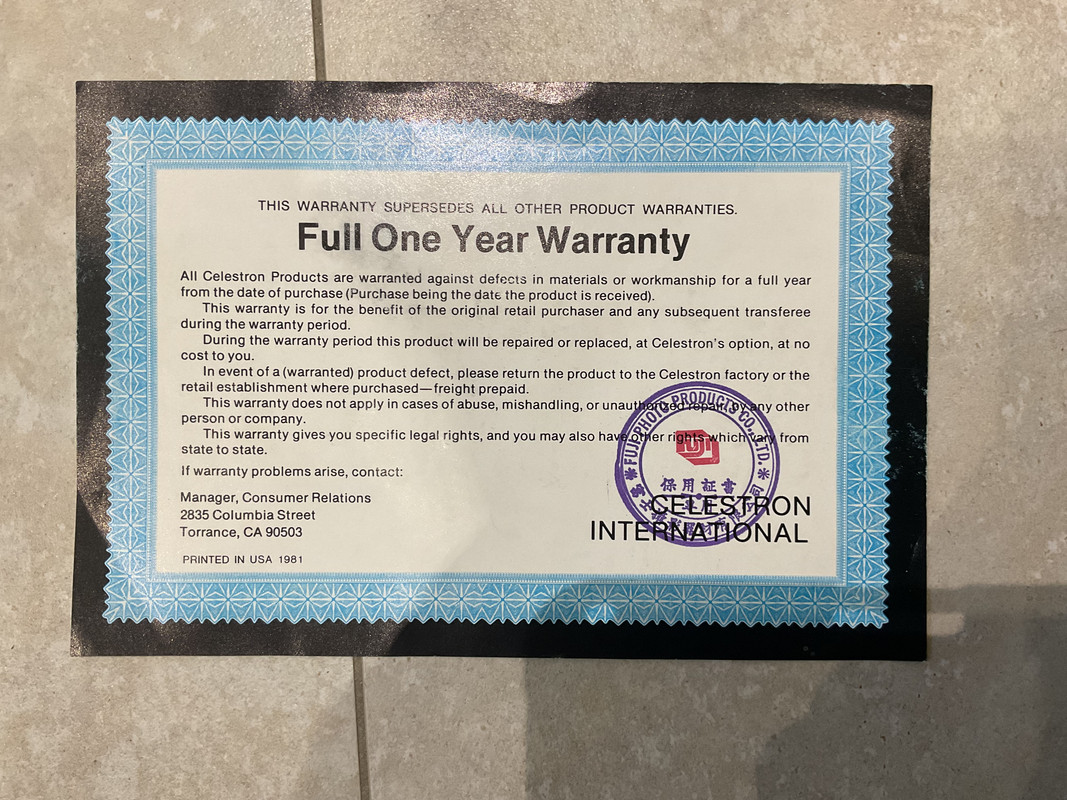 THIS WARRANTY SUPERSEDES ALL OTHER PRODUCT WARRANTIES.
Full One Year Warranty
All Celestron Products are warranted against defects in materials or workmanship for a full year
from the date of purchase (Purchase being the date the product is received).
This warranty is for the benefit of the original retail purchaser and any subsequent transferee
during the warranty period.
During the warranty period this product will be repaired or replaced, at Celestron's option, at no
cost to you.
In event of a (warranted) product defect, please return the product to the Celestron factory or the
retail establishment where purchased—freight prepaid.
This warranty does not apply in cases of abuse, mishandling, or unauthorized repair, by any other
person or company.
This warranty gives you specific legal rights, and you may also have other rights which vary from
state to state.
If warranty problems arise, contact:
Manager, Consumer Relations
2835 Columbia Street
Torrance, CA 90503
PRINTED IN USA 1981
FUJI PHOTO PRODUCTS CO., LTD.
FUJI
保用証書
專用
CELESTRON
INTERNATIONAL